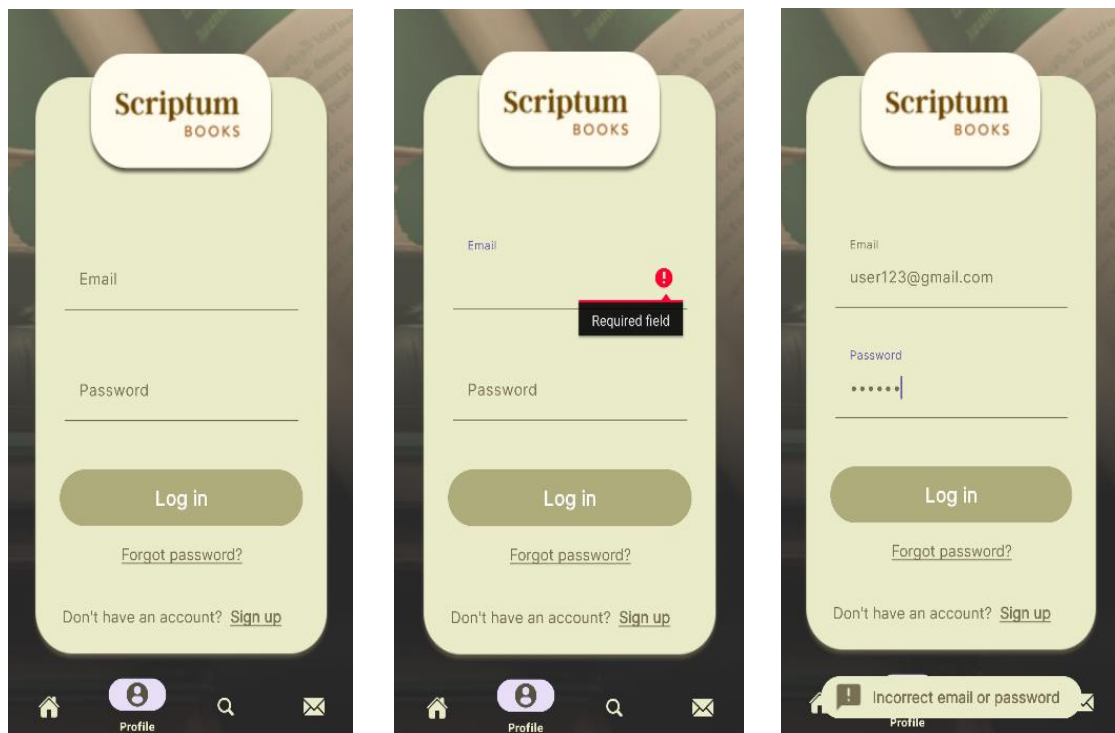 Scriptum
BOOKS
Email
Password
Log in
Forgot password?
Don't have an account? Sign up
Profile
Scriptum
BOOKS
Email
Required field
Password
Log in
Forgot password?
Don't have an account? Sign up
Profile
Scriptum
BOOKS
Email
user123@gmail.com
Password
••••••
Log in
Forgot password?
Don't have an account? Sign up
Incorrect email or password
Profile